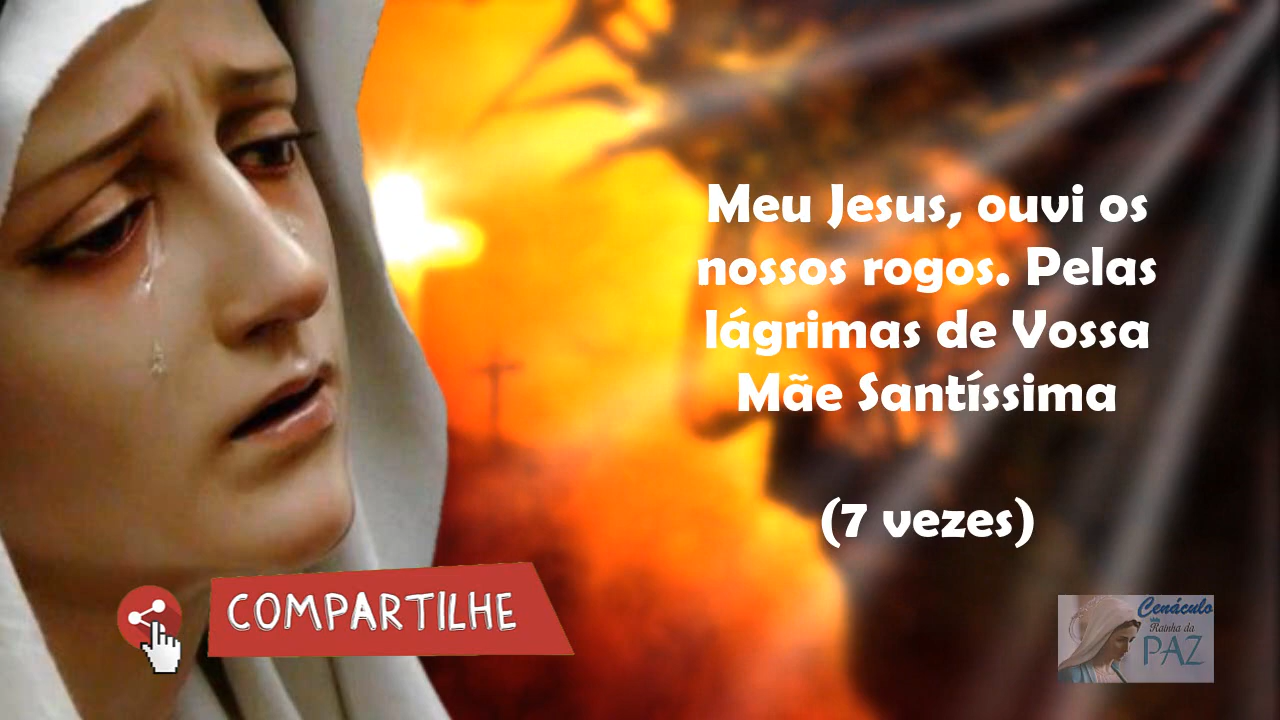 Meu Jesus, ouvi os
nossos rogos. Pelas
lágrimas de Vossa
Mãe Santíssima
(7 vezes)
COMPARTILHE
Cenáculo
Rainha da
PAZ